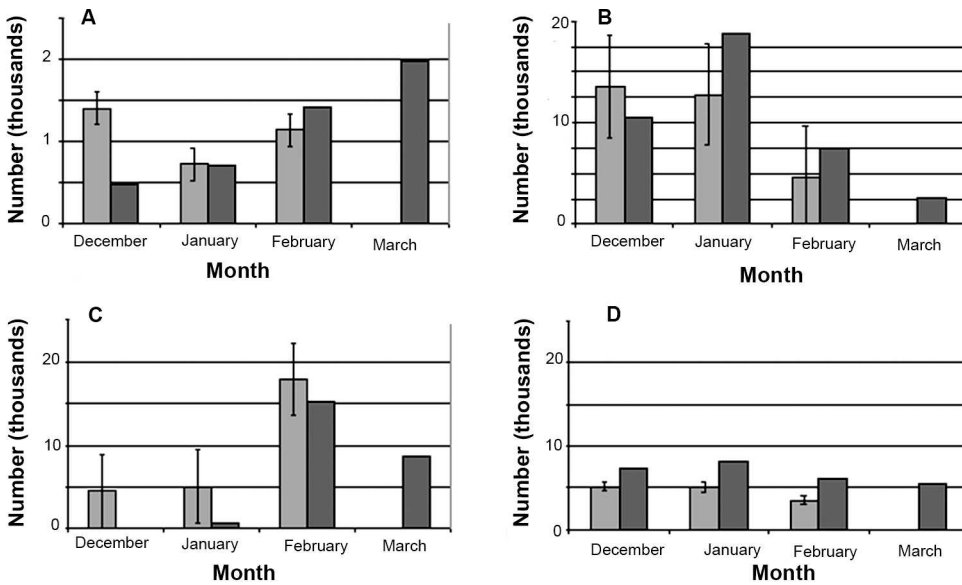 A
Number (thousands)
2
1
0
December January February March
Month
B
Number (thousands)
20
10
0
December January February March
Month
C
Number (thousands)
20
10
0
December January February March
Month
D
Number (thousands)
20
10
0
December January February March
Month